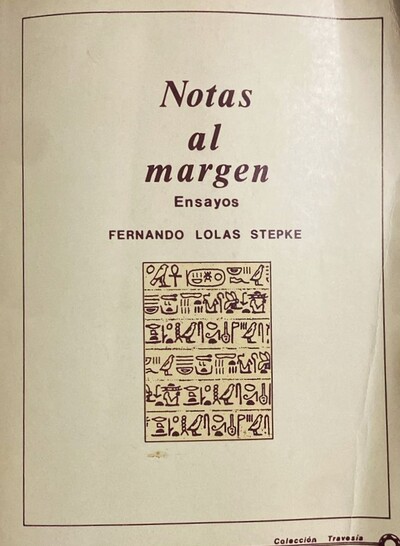 Notas
al
margen
Ensayos
FERNANDO LOLAS STEPKE
Colección Travesía